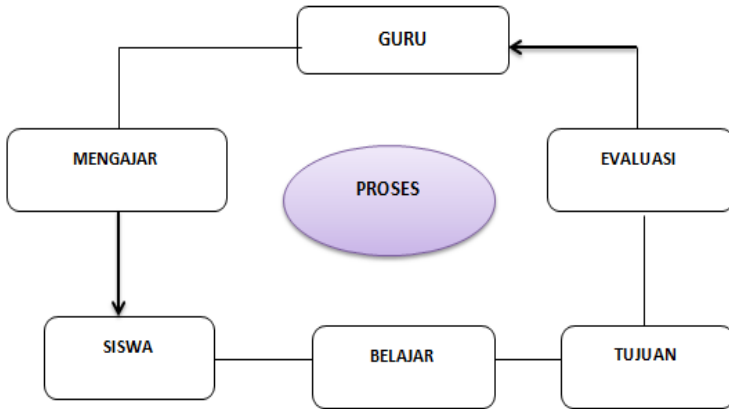 GURU
MENGAJAR
EVALUASI
PROSES
SISWA
BELAJAR
TUJUAN